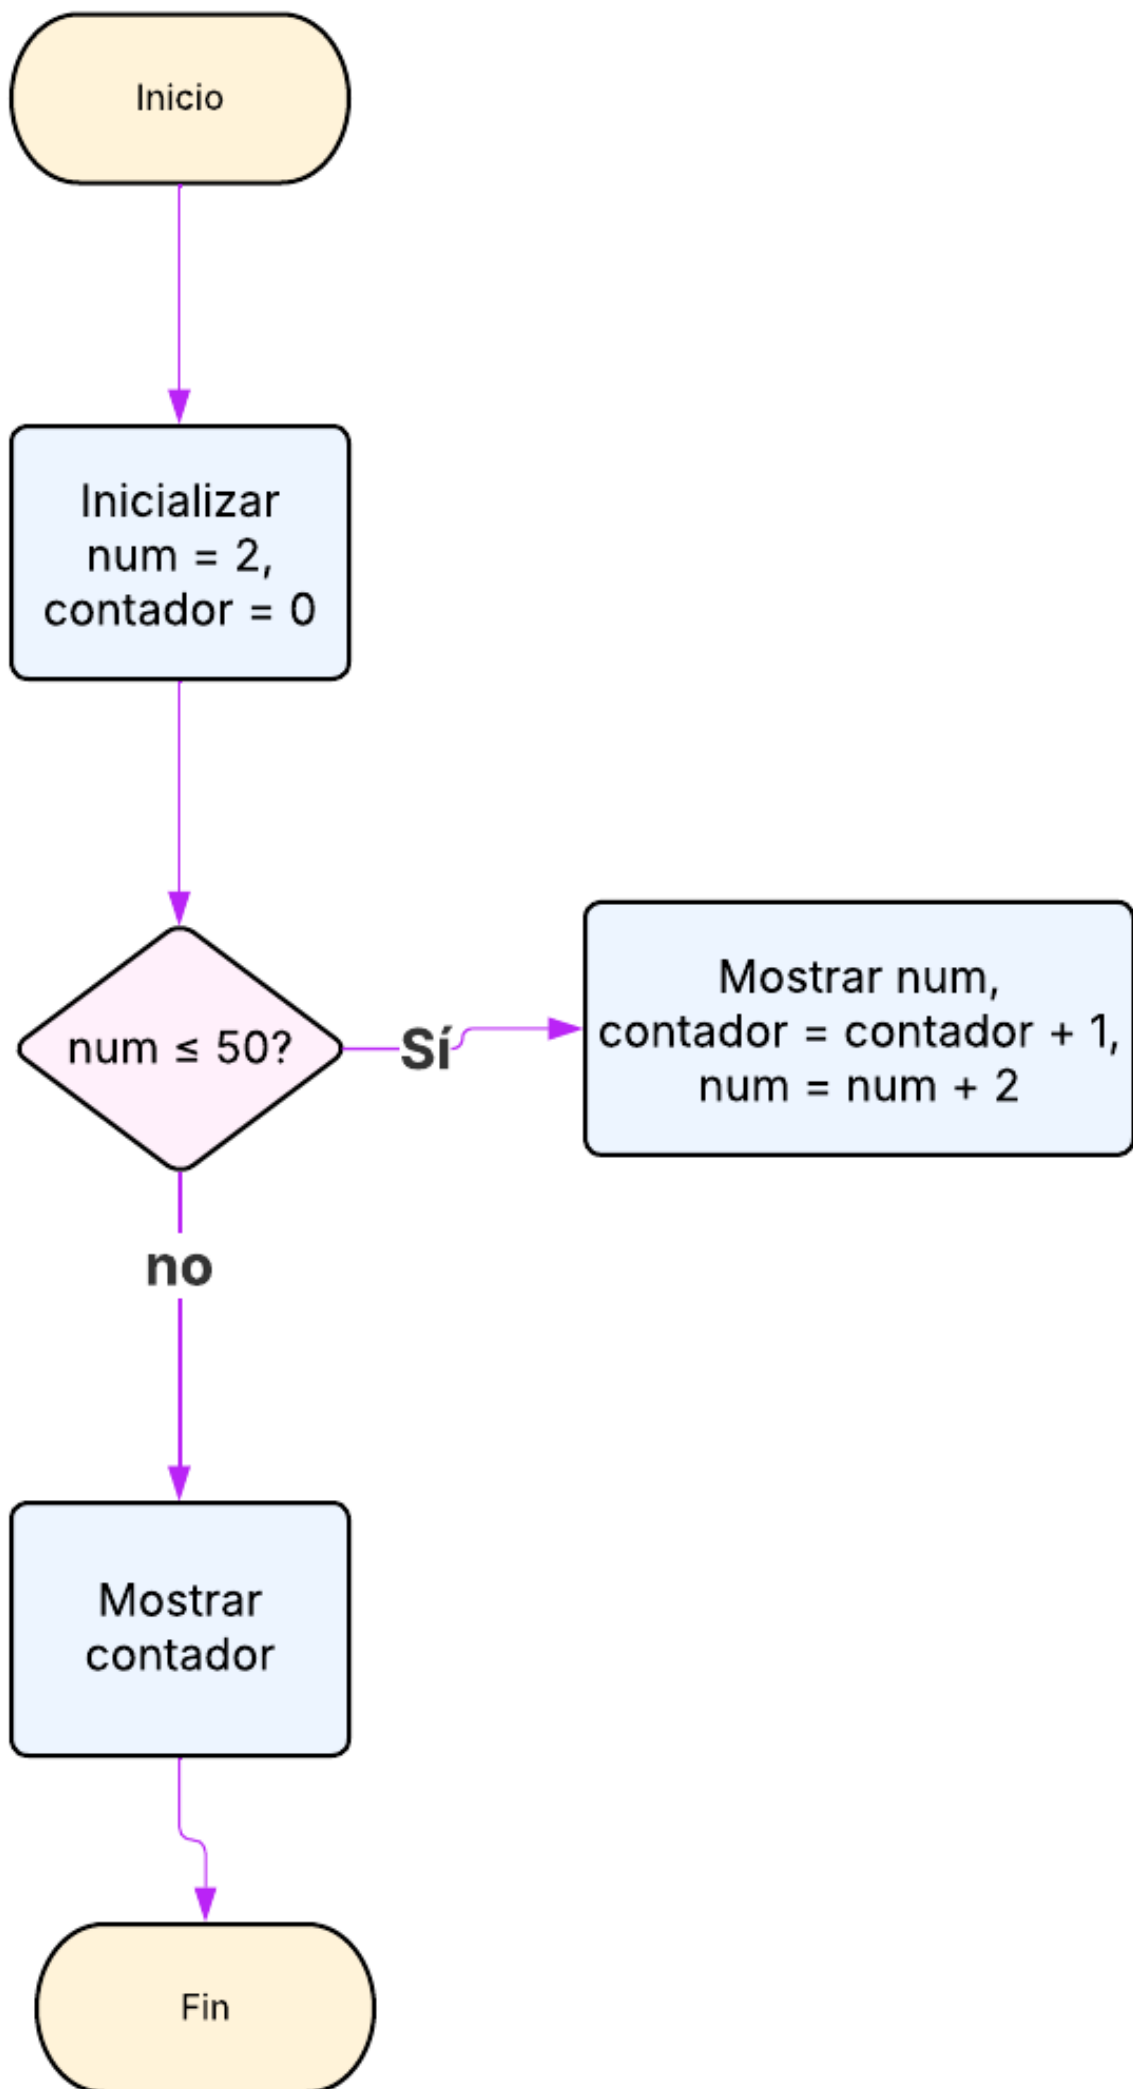 Inicio
Inicializar
num = 2,
contador = 0
num ≤ 50?
Sí
Mostrar num,
contador = contador + 1,
num = num + 2
no
Mostrar
contador
Fin